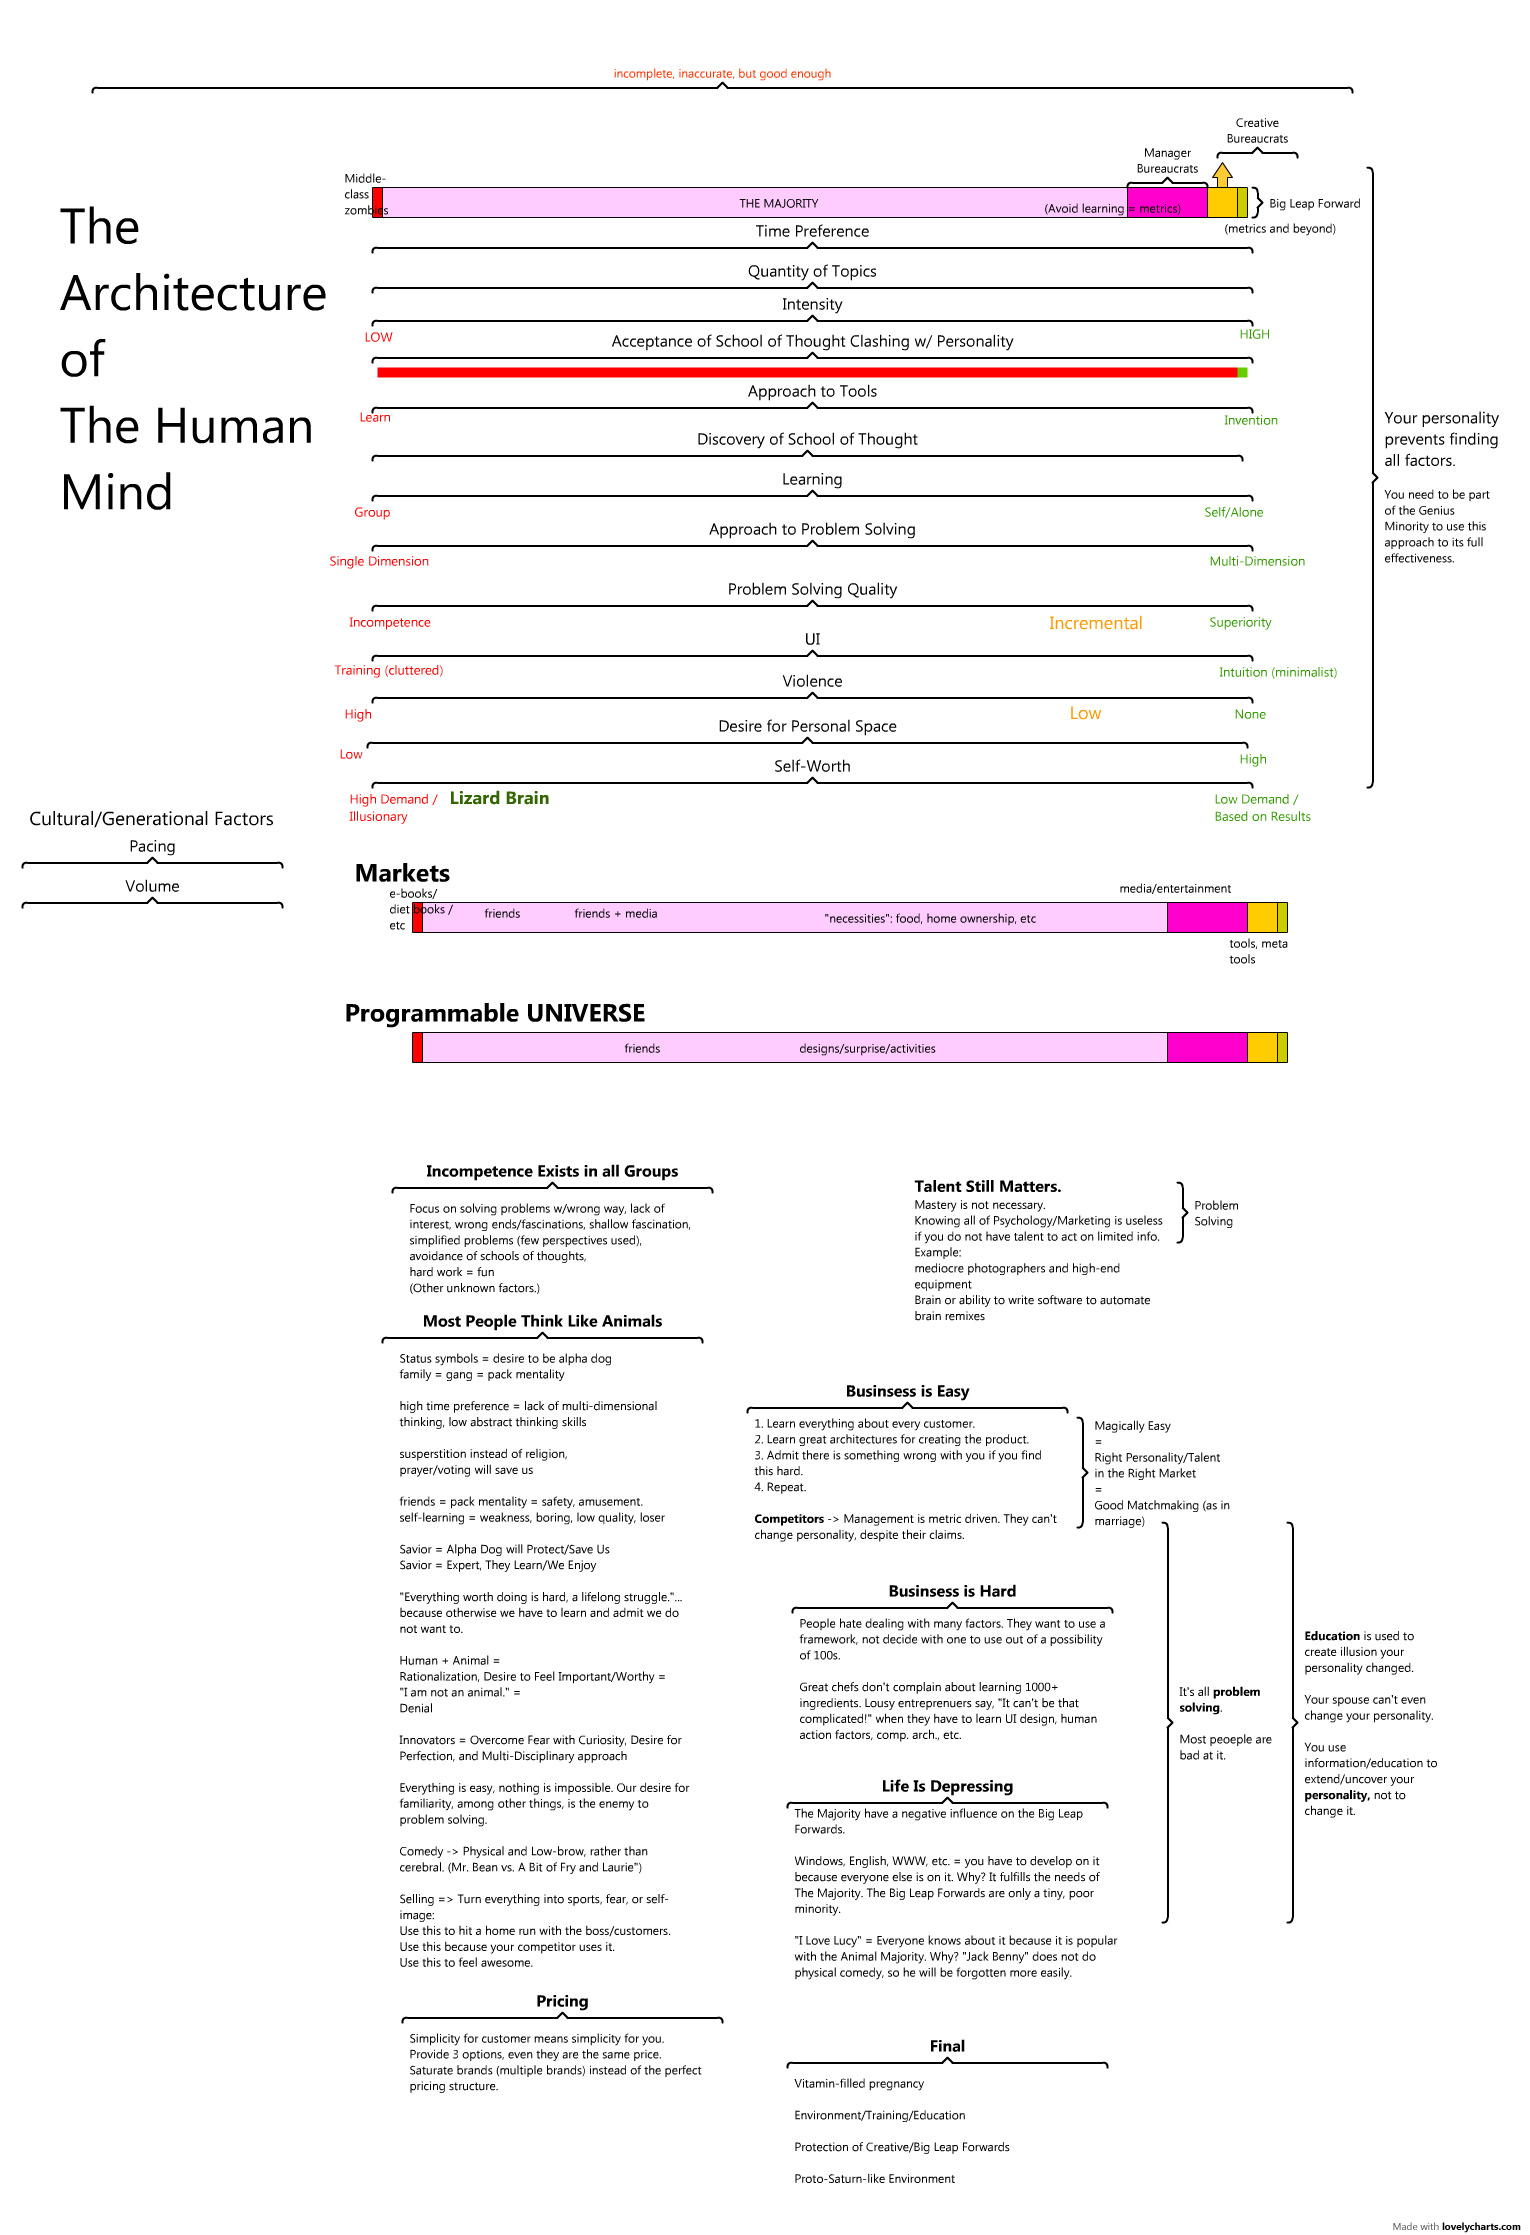 incomplete, inaccurate, but good enough
The
Architecture
of
The Human
Mind
Creative
Bureaucrats
Manager
Bureaucrats
Middle-
class
zombies
THE MAJORITY
(Avoid learning = metrics)
Big Leap Forward
(metrics and beyond)
Time Preference
Quantity of Topics
Intensity
LOW
HIGH
Acceptance of School of Thought Clashing w/ Personality
Approach to Tools
Learn
Invention
Discovery of School of Thought
Learning
Group
Self/Alone
Approach to Problem Solving
Single Dimension
Multi-Dimension
Problem Solving Quality
Incompetence
Incremental
Superiority
UI
Training (cluttered)
Intuition (minimalist)
Violence
High
Low
None
Desire for Personal Space
Low
High
Self-Worth
High Demand /
Illusionary
Lizard Brain
Low Demand /
Based on Results
Your personality
prevents finding
all factors.
You need to be part
of the Genius
Minority to use this
approach to its full
effectiveness.
Cultural/Generational Factors
Pacing
Volume
Markets
e-books/
diet books /
etc
friends
friends + media
"necessities": food, home ownership, etc
media/entertainment
tools, meta
tools
Programmable UNIVERSE
friends
designs/surprise/activities
Incompetence Exists in all Groups
Focus on solving problems w/wrong way, lack of
interest, wrong ends/fascinations, shallow fascination,
simplified problems (few perspectives used),
avoidance of schools of thoughts,
hard work = fun
(Other unknown factors.)
Talent Still Matters.
Mastery is not necessary.
Knowing all of Psychology/Marketing is useless
if you do not have talent to act on limited info.
Example:
mediocre photographers and high-end
equipment
Brain or ability to write software to automate
brain remixes
Problem
Solving
Most People Think Like Animals
Status symbols = desire to be alpha dog
family = gang = pack mentality
high time preference = lack of multi-dimensional
thinking, low abstract thinking skills
susperstition instead of religion,
prayer/voting will save us
friends = pack mentality = safety, amusement.
self-learning = weakness, boring, low quality, loser
Savior = Alpha Dog will Protect/Save Us
Savior = Expert, They Learn/We Enjoy
"Everything worth doing is hard, a lifelong struggle."...
because otherwise we have to learn and admit we do
not want to.
Human + Animal =
Rationalization, Desire to Feel Important/Worthy =
"I am not an animal." =
Denial
Innovators = Overcome Fear with Curiosity, Desire for
Perfection, and Multi-Disciplinary approach
Everything is easy, nothing is impossible. Our desire for
familiarity, among other things, is the enemy to
problem solving.
Comedy -> Physical and Low-brow, rather than
cerebral. (Mr. Bean vs. A Bit of Fry and Laurie")
Selling => Turn everything into sports, fear, or self-
image:
Use this to hit a home run with the boss/customers.
Use this because your competitor uses it.
Use this to feel awesome.
Businsess is Easy
1. Learn everything about every customer.
2. Learn great architectures for creating the product.
3. Admit there is something wrong with you if you find
this hard.
4. Repeat.
Competitors -> Management is metric driven. They can't
change personality, despite their claims.
Magically Easy
=
Right Personality/Talent
in the Right Market
=
Good Matchmaking (as in
marriage)
Businsess is Hard
People hate dealing with many factors. They want to use a
framework, not decide with one to use out of a possibility
of 100s.
Great chefs don't complain about learning 1000+
ingredients. Lousy entreprenuers say, "It can't be that
complicated!" when they have to learn UI design, human
action factors, comp. arch., etc.
Life Is Depressing
The Majority have a negative influence on the Big Leap
Forwards.
Windows, English, WWW, etc. = you have to develop on it
because everyone else is on it. Why? It fulfills the needs of
The Majority. The Big Leap Forwards are only a tiny, poor
minority.
"I Love Lucy" = Everyone knows about it because it is popular
with the Animal Majority. Why? "Jack Benny" does not do
physical comedy, so he will be forgotten more easily.
It's all problem
solving.
Most peoeple are
bad at it.
Education is used to
create illusion your
personality changed.
Your spouse can't even
change your personality.
You use
information/education to
extend/uncover your
personality, not to
change it.
Pricing
Simplicity for customer means simplicity for you.
Provide 3 options, even they are the same price.
Saturate brands (multiple brands) instead of the perfect
pricing structure.
Final
Vitamin-filled pregnancy
Environment/Training/Education
Protection of Creative/Big Leap Forwards
Proto-Saturn-like Environment
Made with lovelycharts.com